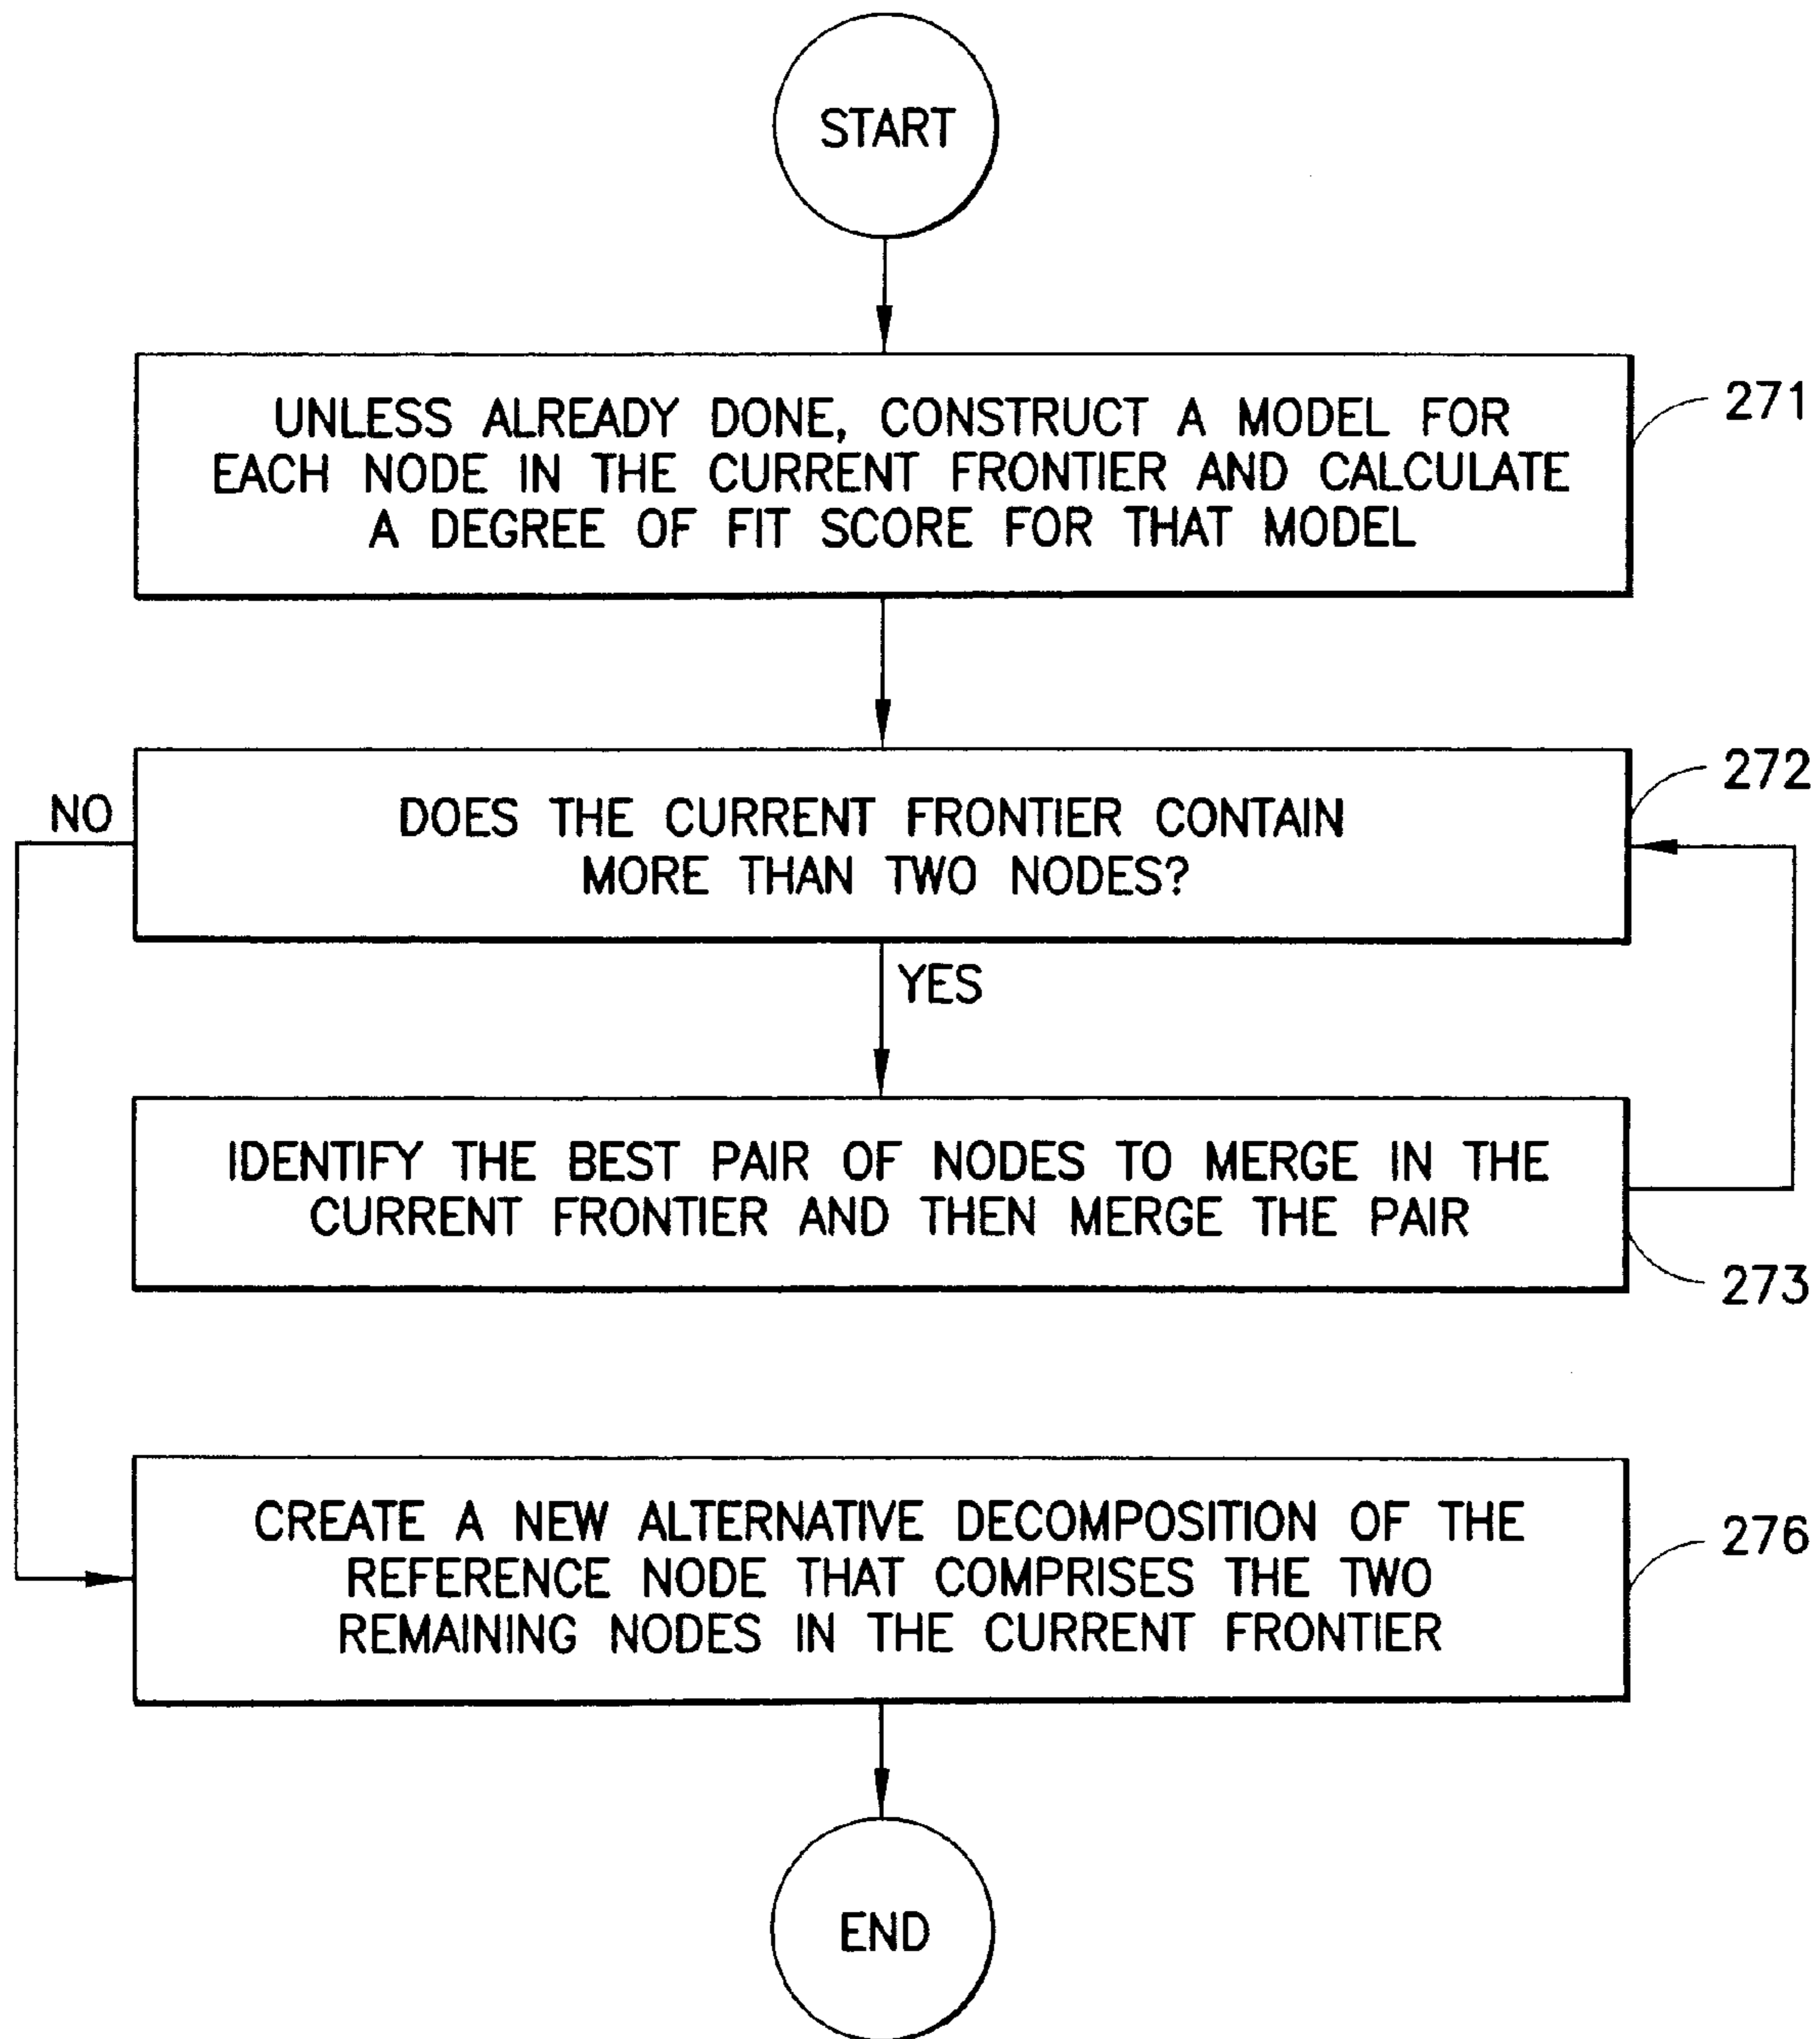 START
UNLESS ALREADY DONE, CONSTRUCT A MODEL FOR
EACH NODE IN THE CURRENT FRONTIER AND CALCULATE
A DEGREE OF FIT SCORE FOR THAT MODEL
271
DOES THE CURRENT FRONTIER CONTAIN
MORE THAN TWO NODES?
272
NO
YES
IDENTIFY THE BEST PAIR OF NODES TO MERGE IN THE
CURRENT FRONTIER AND THEN MERGE THE PAIR
273
CREATE A NEW ALTERNATIVE DECOMPOSITION OF THE
REFERENCE NODE THAT COMPRISES THE TWO
REMAINING NODES IN THE CURRENT FRONTIER
276
END